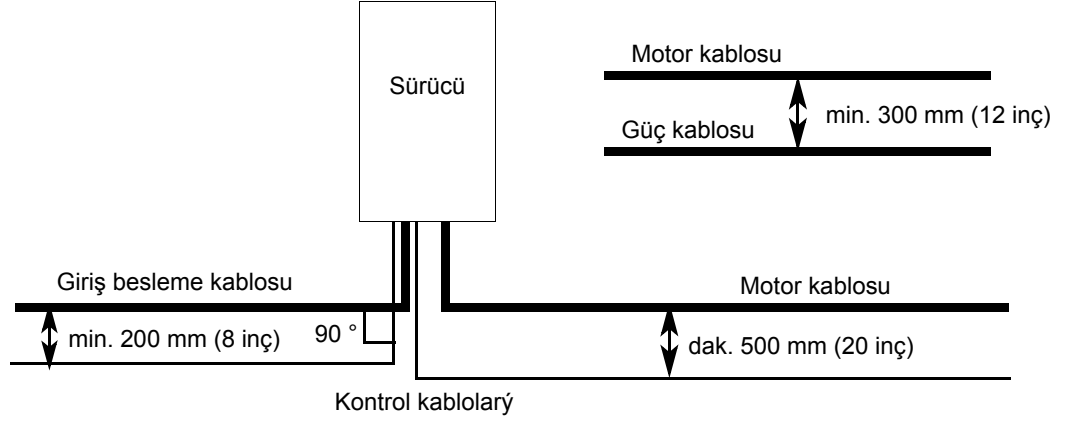 Sürücü
Motor kablosu
min. 300 mm (12 inç)
Güç kablosu
Giriş besleme kablosu
Motor kablosu
min. 200 mm (8 inç)
90 °
dak. 500 mm (20 inç)
Kontrol kablolarý